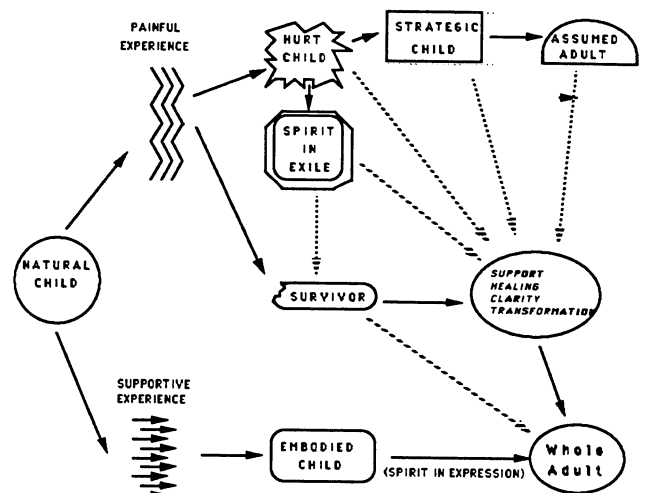 PAINFUL
EXPERIENCE
HURT
CHILD
STRATEGIC
CHILD
ASSUMED
ADULT
SPIRIT
IN
EXILE
NATURAL
CHILD
SURVIVOR
SUPPORT
HEALING
CLARITY
TRANSFORMATION
SUPPORTIVE
EXPERIENCE
EMBODIED
CHILD
(SPIRIT IN EXPRESSION)
Whole
Adult